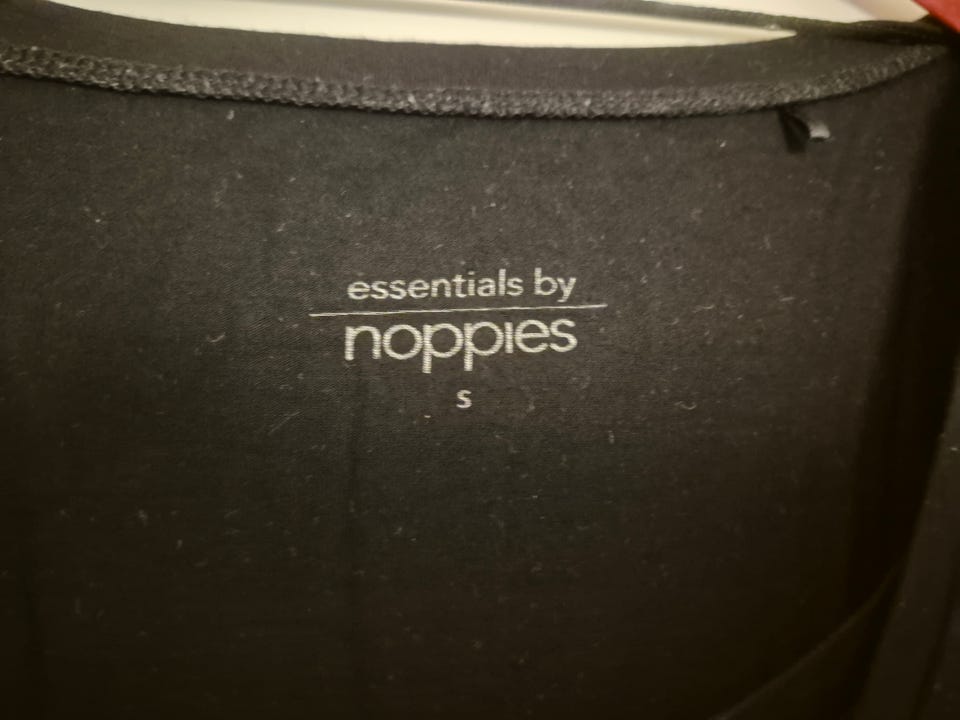 essentials by
noppies
S